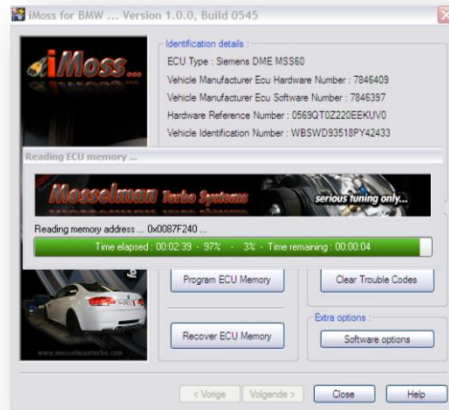 iMoss for BMW ... Version 1.0.0, Build 0545
iMoss...
Identification details :
ECU Type : Siemens DME MSS60
Vehicle Manufacturer Ecu Hardware Number : 7846409
Vehicle Manufacturer Ecu Software Number : 7846397
Hardware Reference Number : 0569QT0Z220EEKUV0
Vehicle Identification Number : WBSWD93518PY42433
Reading ECU memory ...
Mosselman Turbo Systems
serious tuning only...
Reading memory address ... 0x0087F240 ...
Time elapsed : 00:02:39 - 97% - 3% - Time remaining : 00:00:04
fo
Program ECU Memory
Clear Trouble Codes
Extra options :
Recover ECU Memory
Software options
www.mosselmanturbo.com
< Vorige
Volgende >
Close
Help